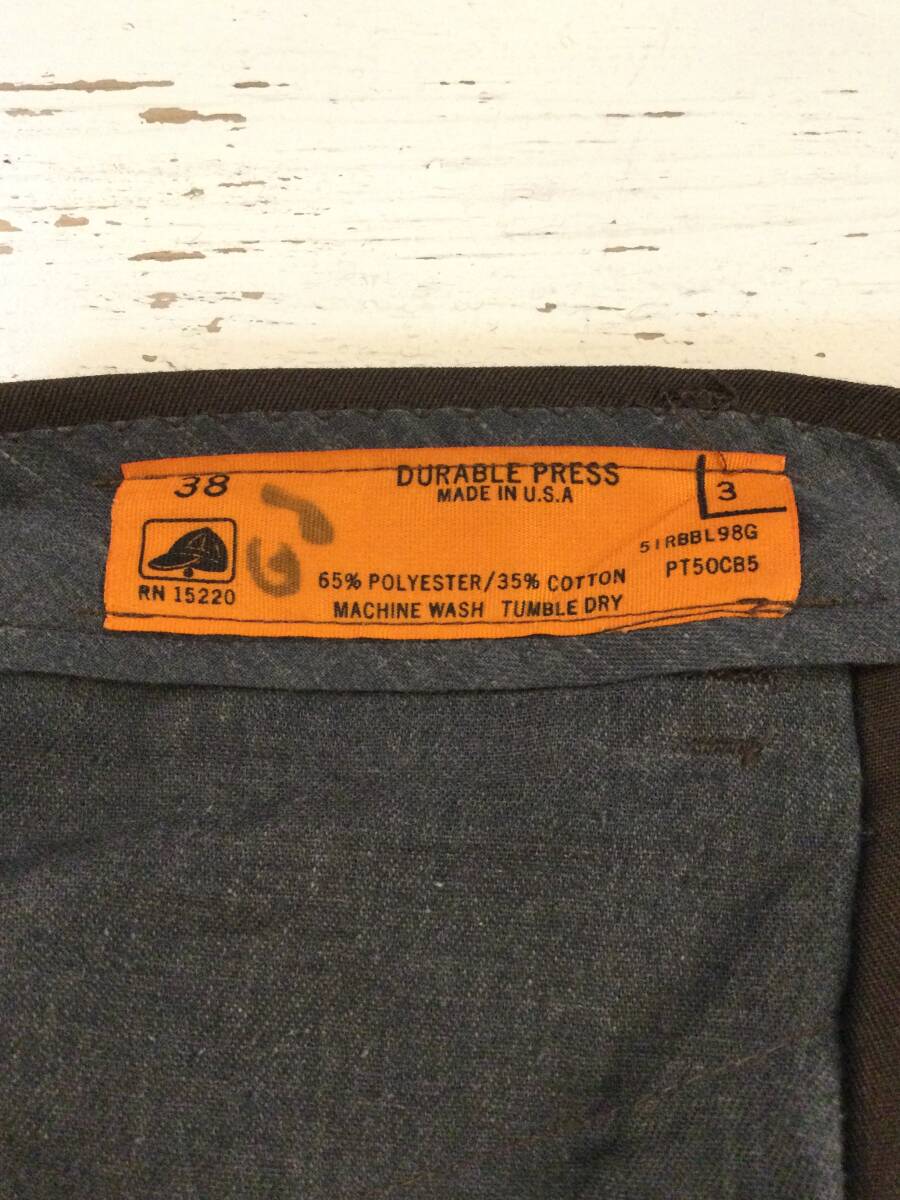 38
DURABLE PRESS
MADE IN U.S.A
3
51RBBL98G
PT50CB5
65% POLYESTER/35% COTTON
MACHINE WASH TUMBLE DRY
RN 15220